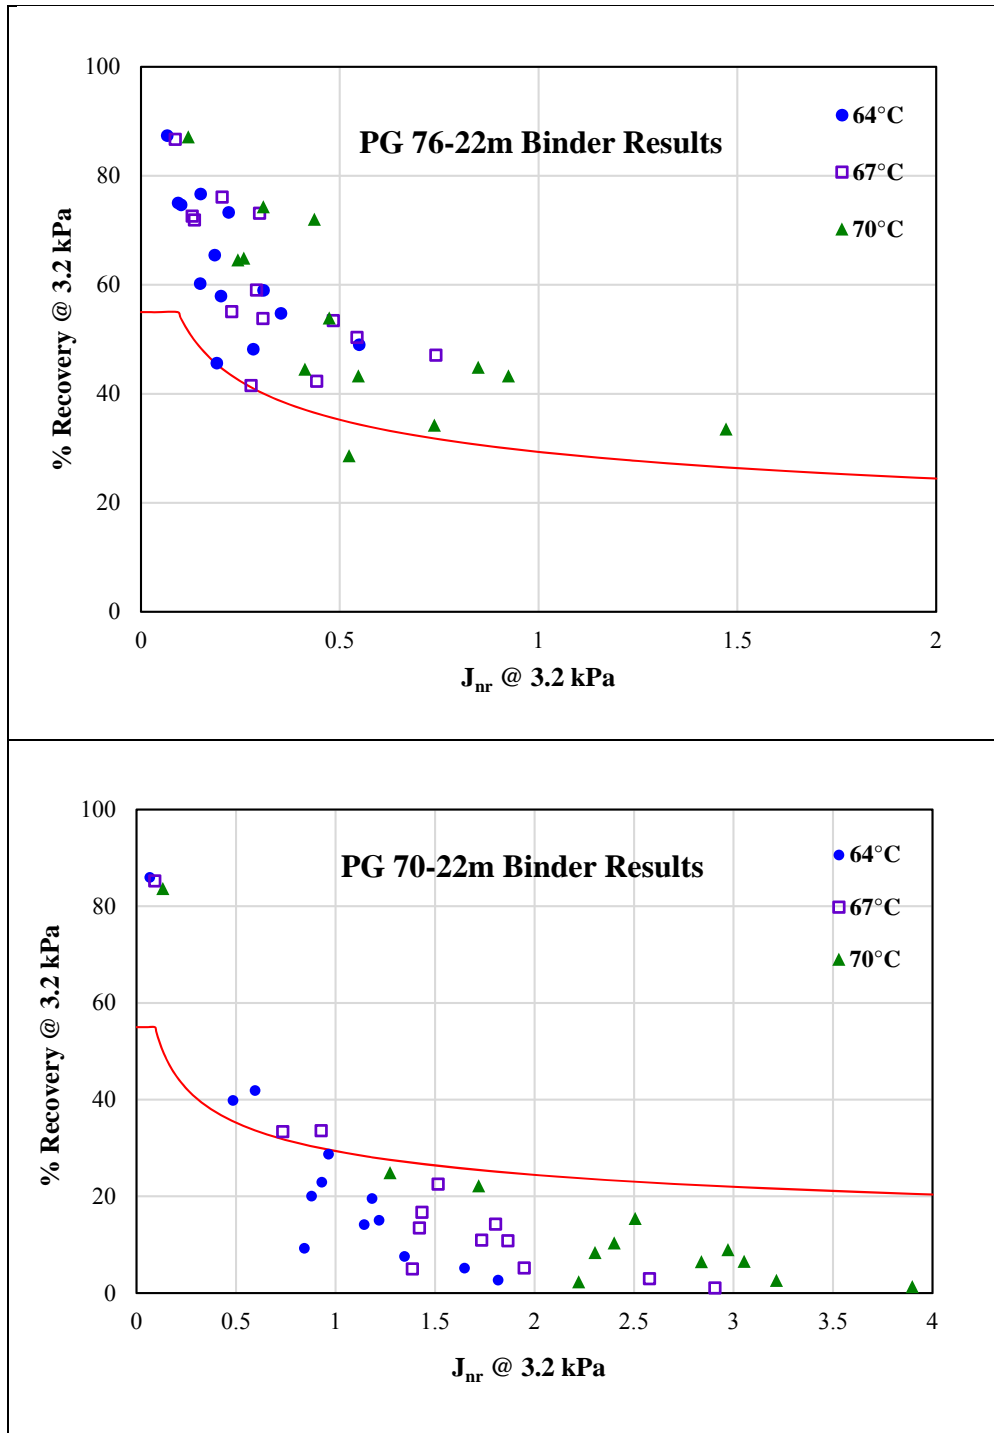 PG 76-22m Binder Results
64°C
67°C
70°C
% Recovery @ 3.2 kPa
100
80
60
40
20
0
0 0.5 1 1.5 2
Jnr @ 3.2 kPa
PG 70-22m Binder Results
64°C
67°C
70°C
% Recovery @ 3.2 kPa
100
80
60
40
20
0
0 0.5 1 1.5 2 2.5 3 3.5 4
Jnr @ 3.2 kPa